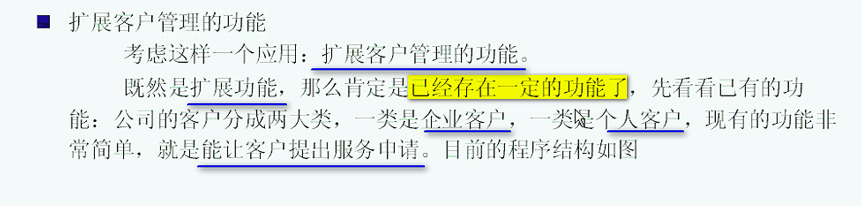 扩展客户管理的功能
考虑这样一个应用：扩展客户管理的功能。
既然是扩展功能，那么肯定是已经存在一定的功能了，先看看已有的功
能：公司的客户分成两大类，一类是企业客户，一类是个人客户，现有的功能非
常简单，就是能让客户提出服务申请。目前的程序结构如图